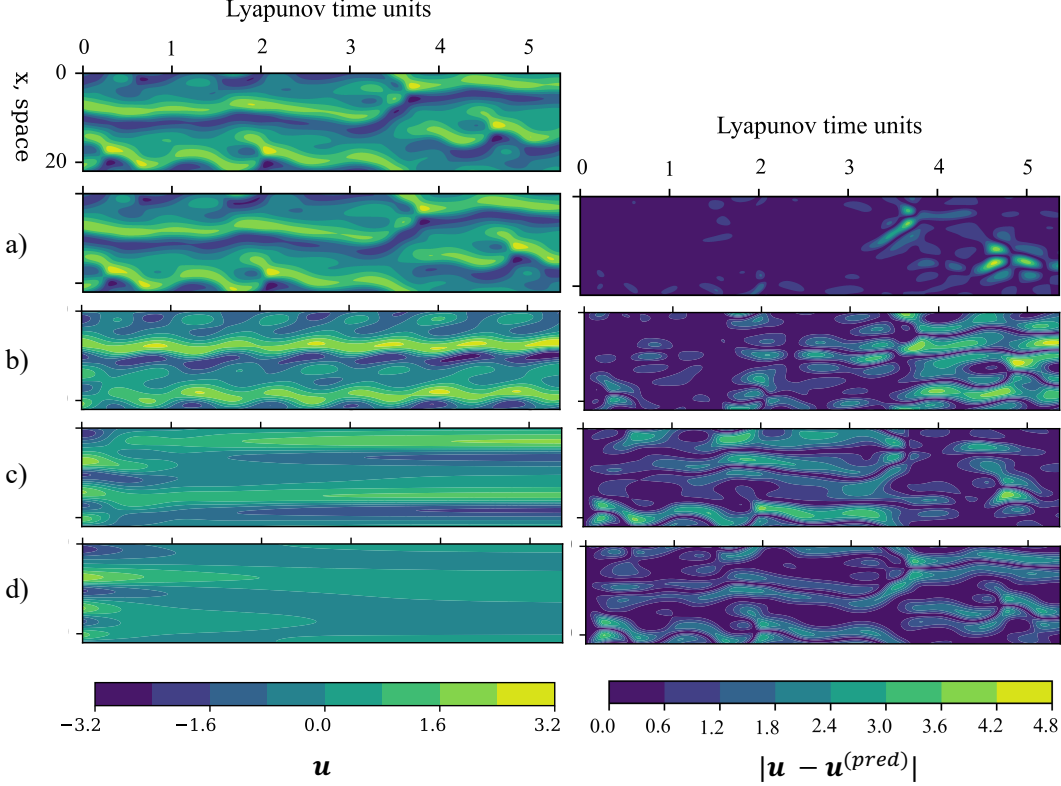 Lyapunov time units
0 1 2 3 4 5
x, space
0
20
Lyapunov time units
0 1 2 3 4 5
a)
b)
c)
d)
−3.2 −1.6 0.0 1.6 3.2
u
0.0 0.6 1.2 1.8 2.4 3.0 3.6 4.2 4.8
|u − u^(pred)|